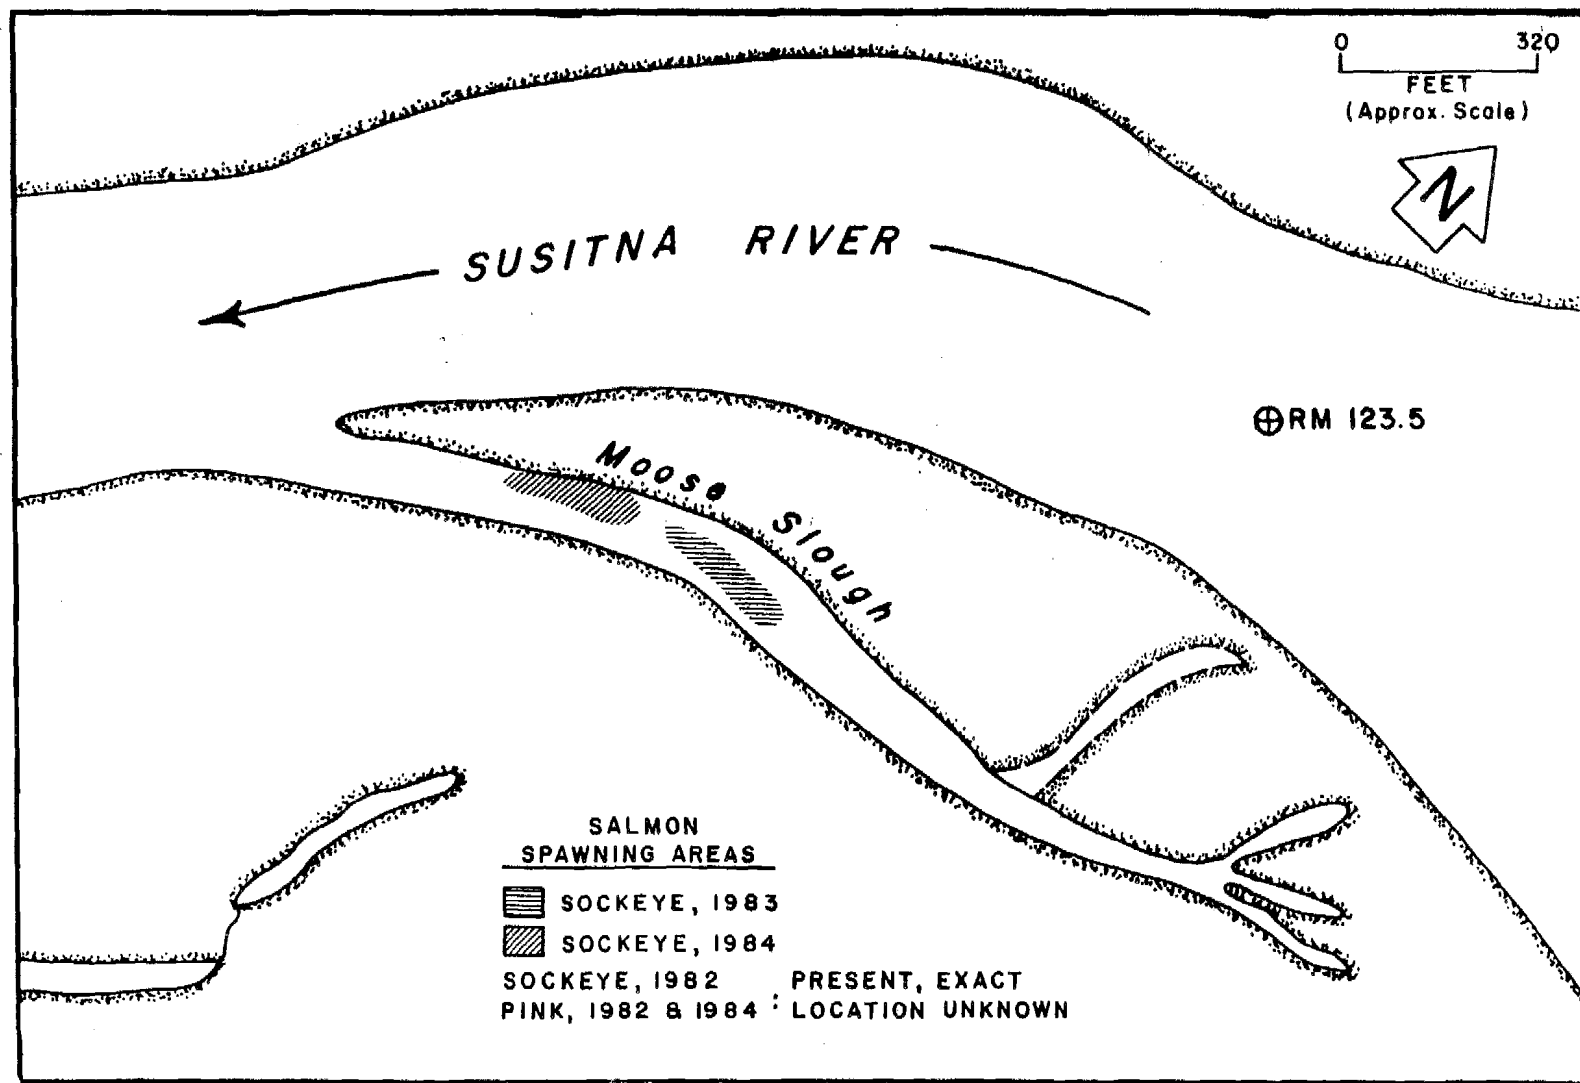 0 320
FEET
(Approx. Scale)
N
SUSITNA RIVER
RM 123.5
Moose Slough
SALMON
SPAWNING AREAS
SOCKEYE, 1983
SOCKEYE, 1984
SOCKEYE, 1982 PRESENT, EXACT
PINK, 1982 & 1984 : LOCATION UNKNOWN